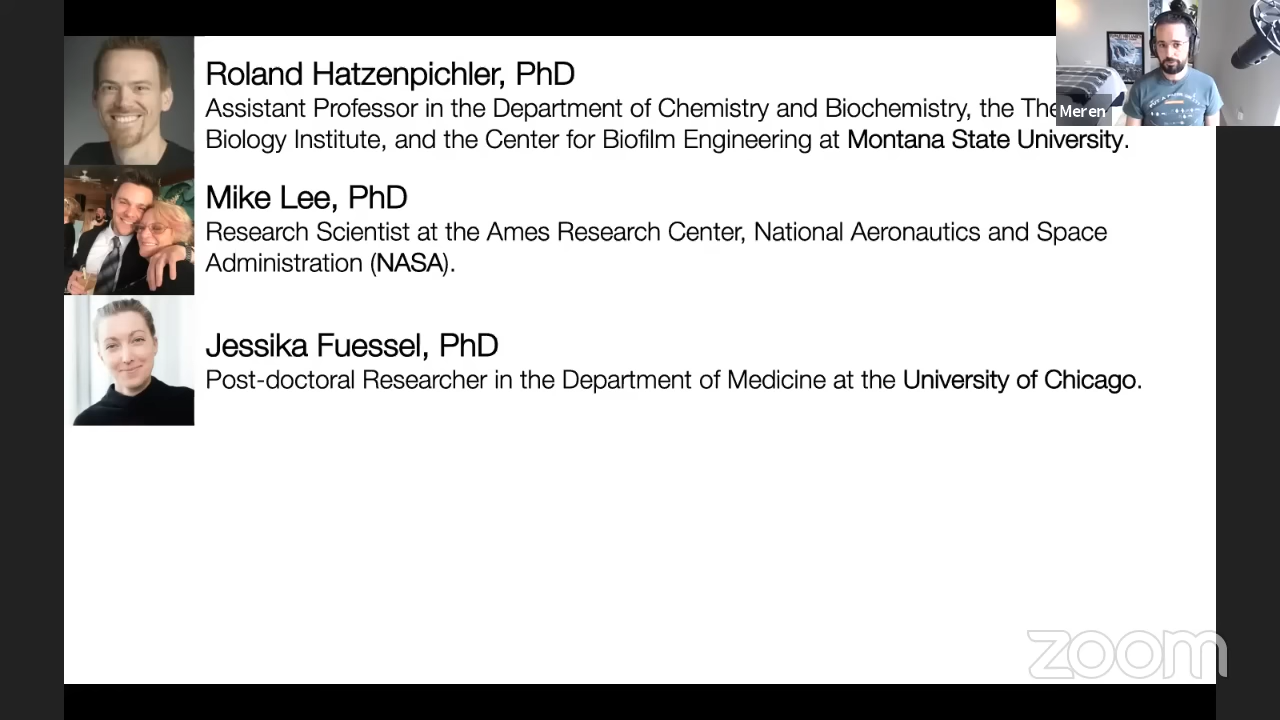 Roland Hatzenpichler, PhD
Assistant Professor in the Department of Chemistry and Biochemistry, the
Biology Institute, and the Center for Biofilm Engineering at Montana State University.
Mike Lee, PhD
Research Scientist at the Ames Research Center, National Aeronautics and Space
Administration (NASA).
Jessika Fuessel, PhD
Post-doctoral Researcher in the Department of Medicine at the University of Chicago.
Meren
zoom